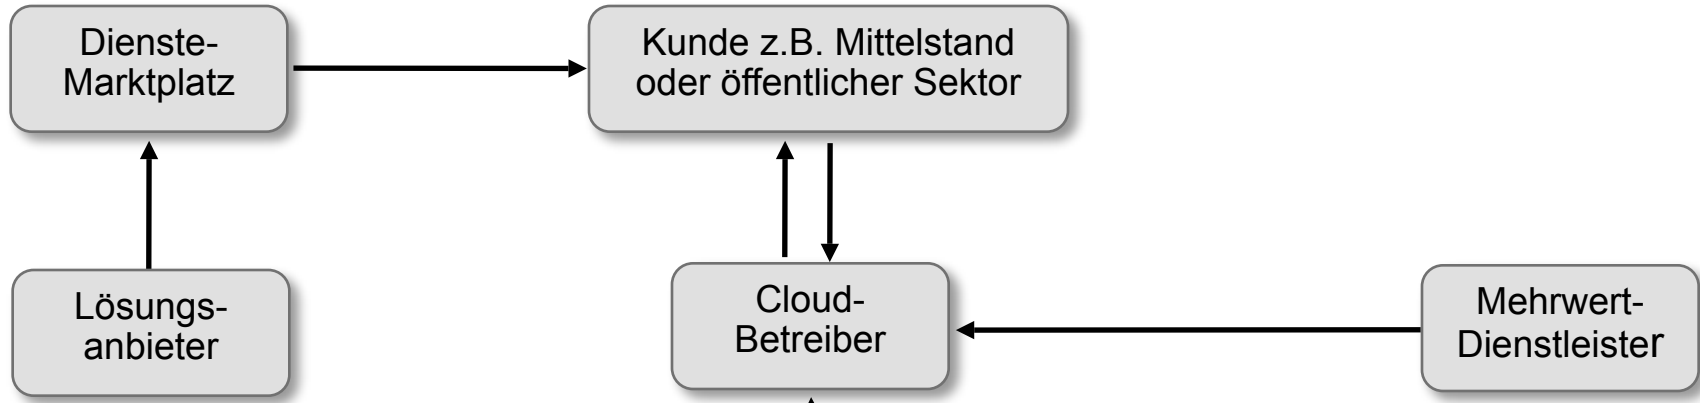 Dienste-
Marktplatz
Kunde z.B. Mittelstand
oder öffentlicher Sektor
Lösungs-
anbieter
Cloud-
Betreiber
Mehrwert-
Dienstleister